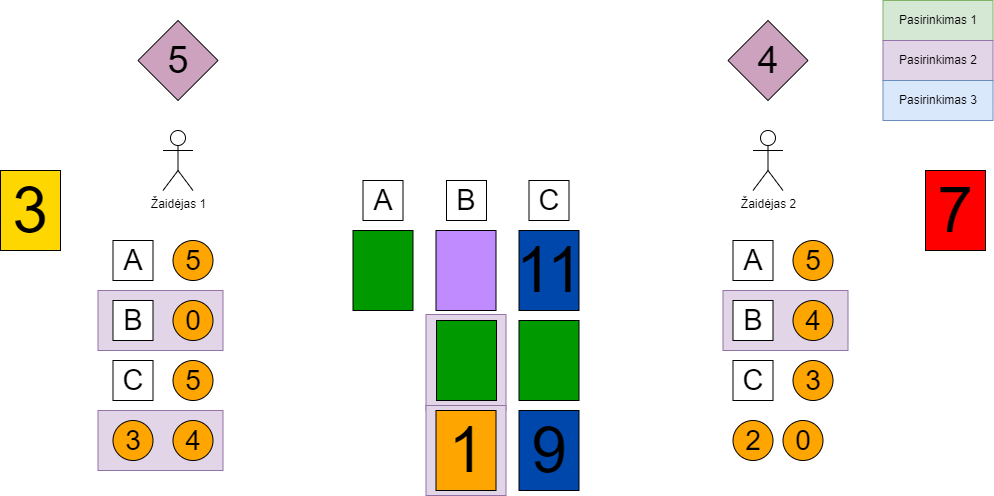 5
4
Pasirinkimas 1
Pasirinkimas 2
Pasirinkimas 3
3
Žaidėjas 1
A B C
Žaidėjas 2
7
A 5
11
A 5
B 0
B 4
C 5
C 3
3 4
1 9
2 0